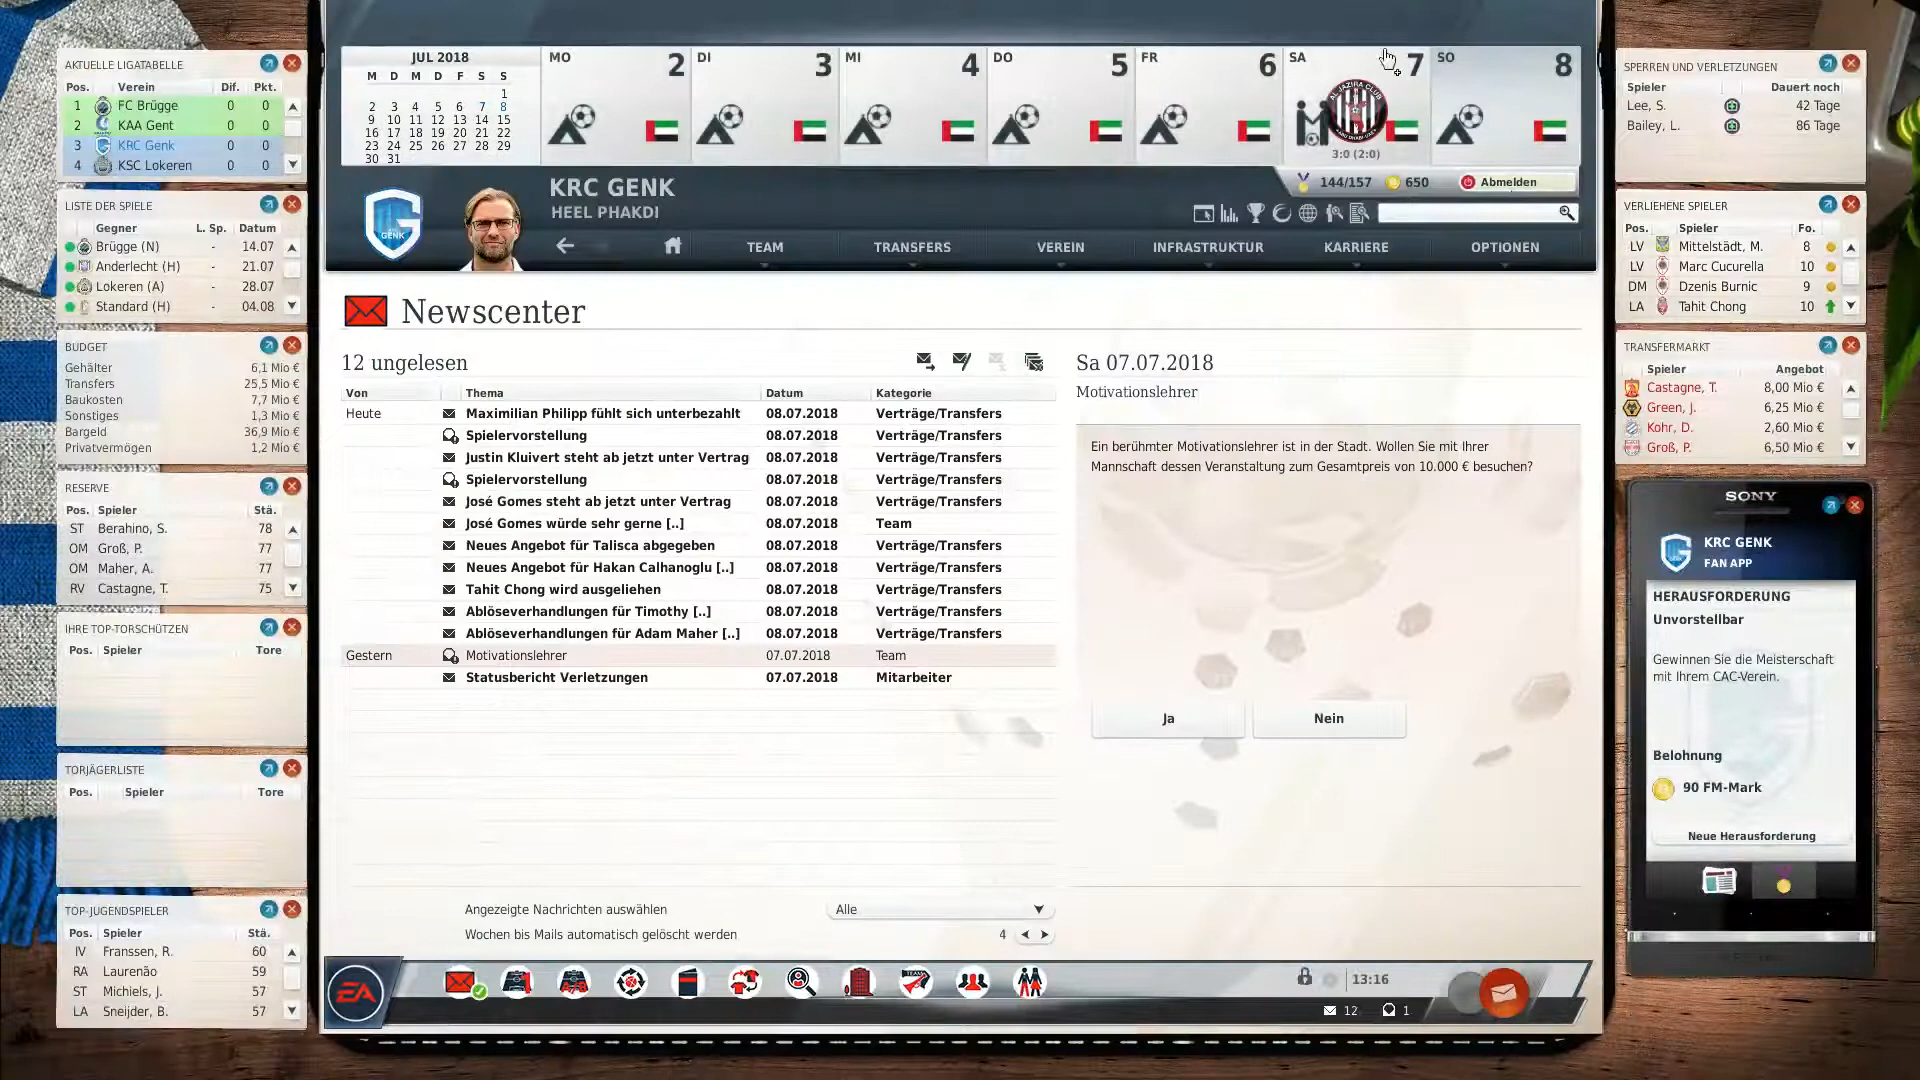 AKTUELLE LIGATABELLE
Pos. Verein Dif. Pkt.
1 FC Brügge 0 0
2 KAA Gent 0 0
3 KRC Genk 0 0
4 KSC Lokeren 0 0
LISTE DER SPIELE
Gegner L. Sp. Datum
Brügge (N) - 14.07
Anderlecht (H) - 21.07
Lokeren (A) - 28.07
Standard (H) - 04.08
BUDGET
Gehälter 6,1 Mio €
Transfers 25,5 Mio €
Baukosten 7,7 Mio €
Sonstiges 1,3 Mio €
Bargeld 36,9 Mio €
Privatvermögen 1,2 Mio €
RESERVE
Pos. Spieler Stä.
ST Berahino, S. 78
OM Groß, P. 77
OM Maher, A. 77
RV Castagne, T. 75
IHRE TOP-TORSCHÜTZEN
Pos. Spieler Tore
TORJÄGERLISTE
Pos. Spieler Tore
TOP-JUGENDSPIELER
Pos. Spieler Stä.
IV Franssen, R. 60
RA Laurenão 59
ST Michiels, J. 57
LA Sneijder, B. 57
JUL 2018
M D M D F S S
1
2 3 4 5 6 7 8
9 10 11 12 13 14 15
16 17 18 19 20 21 22
23 24 25 26 27 28 29
30 31
MO 2
DI 3
MI 4
DO 5
FR 6
SA 7
AL JAZIRA CLUB
3:0 (2:0)
SO 8
144/157 650 Abmelden
GENK
KRC GENK
HEEL PHAKDI
TEAM TRANSFERS VEREIN INFRASTRUKTUR KARRIERE OPTIONEN
Newscenter
12 ungelesen
Von Thema Datum Kategorie
Heute Maximilian Philipp fühlt sich unterbezahlt 08.07.2018 Verträge/Transfers
Spielervorstellung 08.07.2018 Verträge/Transfers
Justin Kluivert steht ab jetzt unter Vertrag 08.07.2018 Verträge/Transfers
Spielervorstellung 08.07.2018 Verträge/Transfers
José Gomes steht ab jetzt unter Vertrag 08.07.2018 Verträge/Transfers
José Gomes würde sehr gerne [..] 08.07.2018 Team
Neues Angebot für Talisca abgegeben 08.07.2018 Verträge/Transfers
Neues Angebot für Hakan Calhanoglu [..] 08.07.2018 Verträge/Transfers
Tahit Chong wird ausgeliehen 08.07.2018 Verträge/Transfers
Ablöseverhandlungen für Timothy [..] 08.07.2018 Verträge/Transfers
Ablöseverhandlungen für Adam Maher [..] 08.07.2018 Verträge/Transfers
Gestern Motivationslehrer 07.07.2018 Team
Statusbericht Verletzungen 07.07.2018 Mitarbeiter
Angezeigte Nachrichten auswählen Alle
Wochen bis Mails automatisch gelöscht werden 4
Sa 07.07.2018
Motivationslehrer
Ein berühmter Motivationslehrer ist in der Stadt. Wollen Sie mit Ihrer
Mannschaft dessen Veranstaltung zum Gesamtpreis von 10.000 € besuchen?
Ja Nein
EA
A/B
13:16
12 1
SPERREN UND VERLETZUNGEN
Spieler Dauert noch
Lee, S. 42 Tage
Bailey, L. 86 Tage
VERLIEHENE SPIELER
Pos. Spieler Fo.
LV Mittelstädt, M. 8
LV Marc Cucurella 10
DM Dzenis Burnic 9
LA Tahit Chong 10
TRANSFERMARKT
Spieler Angebot
Castagne, T. 8,00 Mio €
Green, J. 6,25 Mio €
Kohr, D. 2,60 Mio €
Groß, P. 6,50 Mio €
SONY
KRC GENK
FAN APP
HERAUSFORDERUNG
Unvorstellbar
Gewinnen Sie die Meisterschaft
mit Ihrem CAC-Verein.
Belohnung
90 FM-Mark
Neue Herausforderung